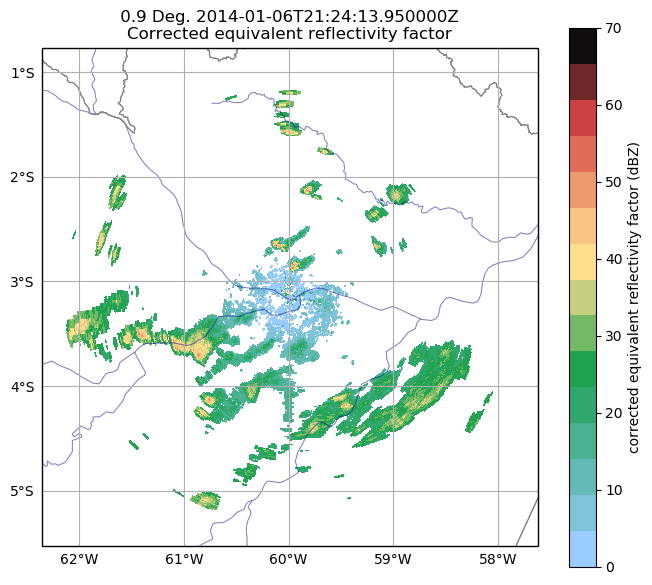 0.9 Deg. 2014-01-06T21:24:13.950000Z
Corrected equivalent reflectivity factor
1°S
2°S
3°S
4°S
5°S
62°W
61°W
60°W
59°W
58°W
70
60
50
40
30
20
10
0
corrected equivalent reflectivity factor (dBZ)